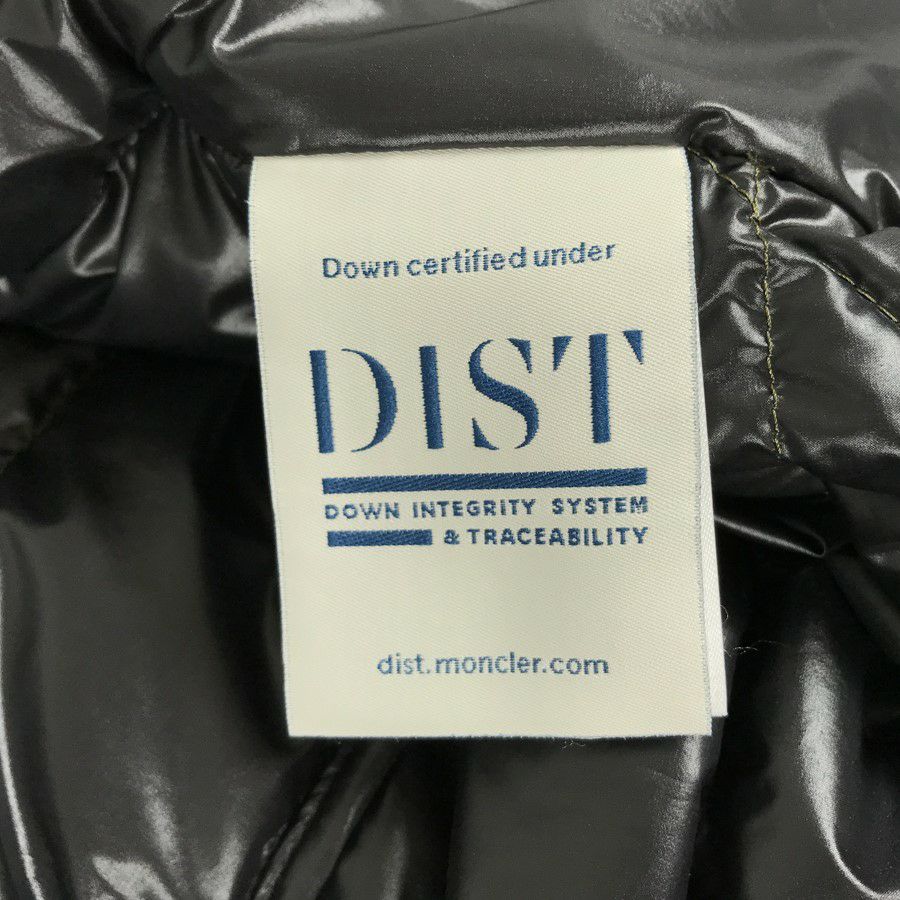 Down certified under
DIST
DOWN INTEGRITY SYSTEM
& TRACEABILITY
dist.moncler.com